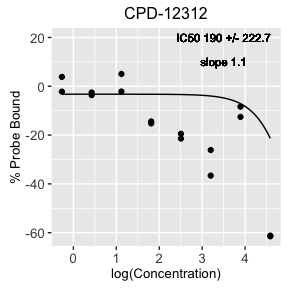 CPD-12312
IC50 190 +/- 222.7
slope 1.1
% Probe Bound
20
0
-20
-40
-60
0
1
2
3
4
log(Concentration)